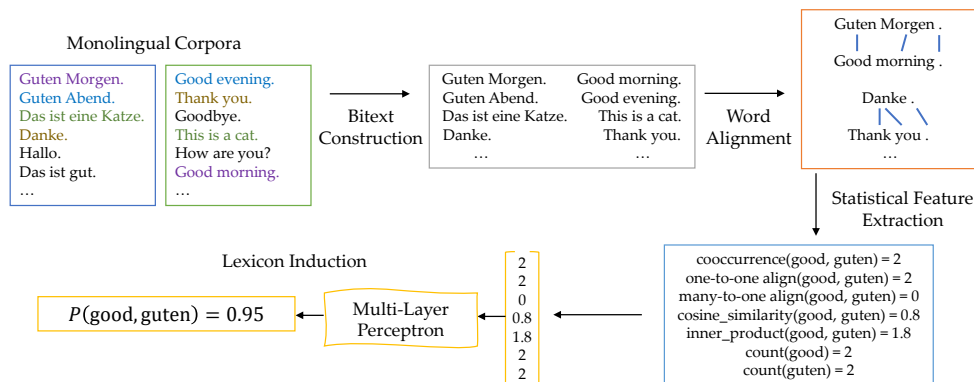 Monolingual Corpora
Guten Morgen.
Guten Abend.
Das ist eine Katze.
Danke.
Hallo.
Das ist gut.
…
Good evening.
Thank you.
Goodbye.
This is a cat.
How are you?
Good morning.
…
Bitext
Construction
Guten Morgen. Good morning.
Guten Abend. Good evening.
Das ist eine Katze. This is a cat.
Danke. Thank you.
… …
Word
Alignment
Guten Morgen .
Good morning .
Danke .
Thank you .
…
Statistical Feature
Extraction
cooccurrence(good, guten) = 2
one-to-one align(good, guten) = 2
many-to-one align(good, guten) = 0
cosine_similarity(good, guten) = 0.8
inner_product(good, guten) = 1.8
count(good) = 2
count(guten) = 2
Lexicon Induction
2
2
0
0.8
1.8
2
2
Multi-Layer
Perceptron
P(good, guten) = 0.95